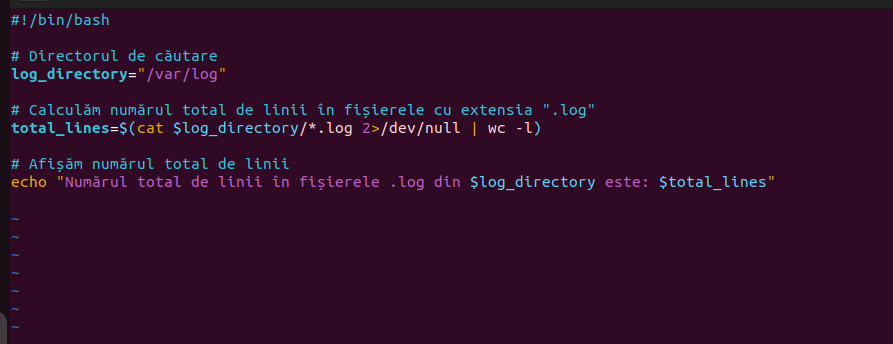 #!/bin/bash
# Directorul de căutare
log_directory="/var/log"
# Calculăm numărul total de linii în fișierele cu extensia ".log"
total_lines=$(cat $log_directory/*.log 2>/dev/null | wc -l)
# Afișăm numărul total de linii
echo "Numărul total de linii în fișierele .log din $log_directory este: $total_lines"
~
~
~
~
~
~
~